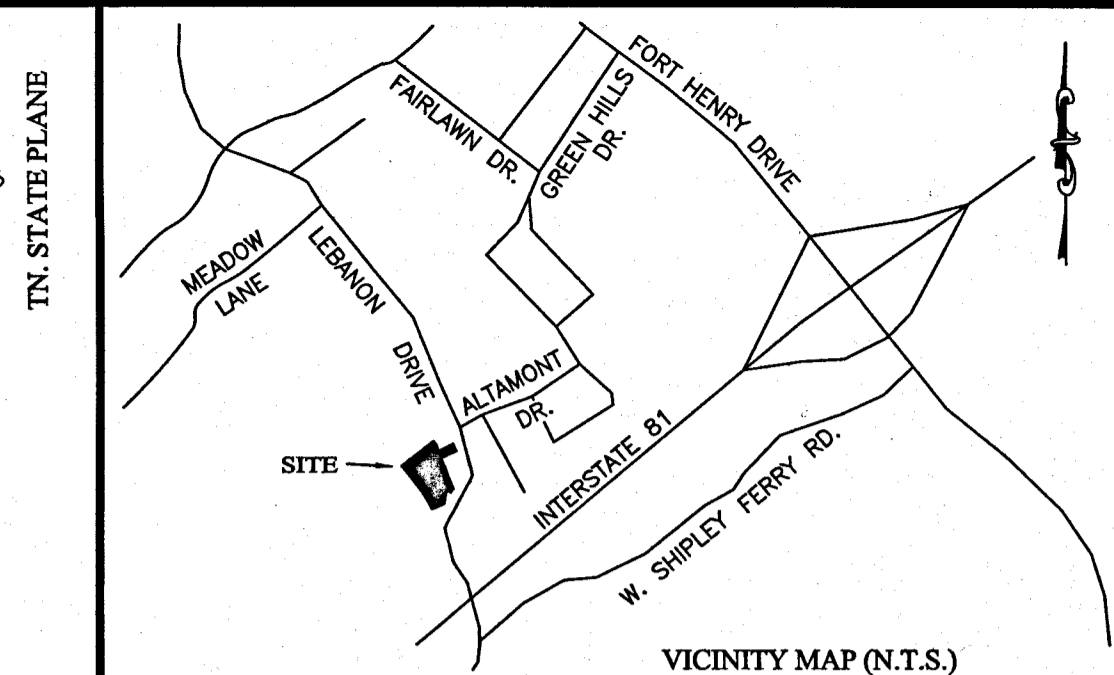 TN. STATE PLANE
FORT HENRY DRIVE
FAIRLAWN DR.
GREEN HILLS
DR.
MEADOW
LANE
LEBANON
DRIVE
ALTAMONT
DR.
SITE
INTERSTATE 81
W. SHIPLEY FERRY RD.
VICINITY MAP (N.T.S.)